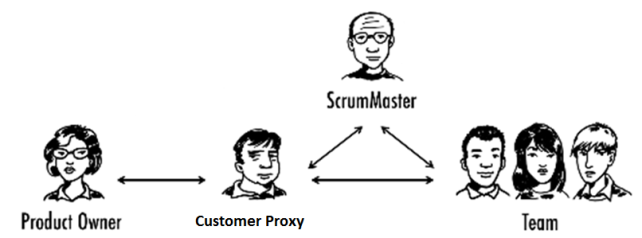 ScrumMaster
Product Owner
Customer Proxy
Team